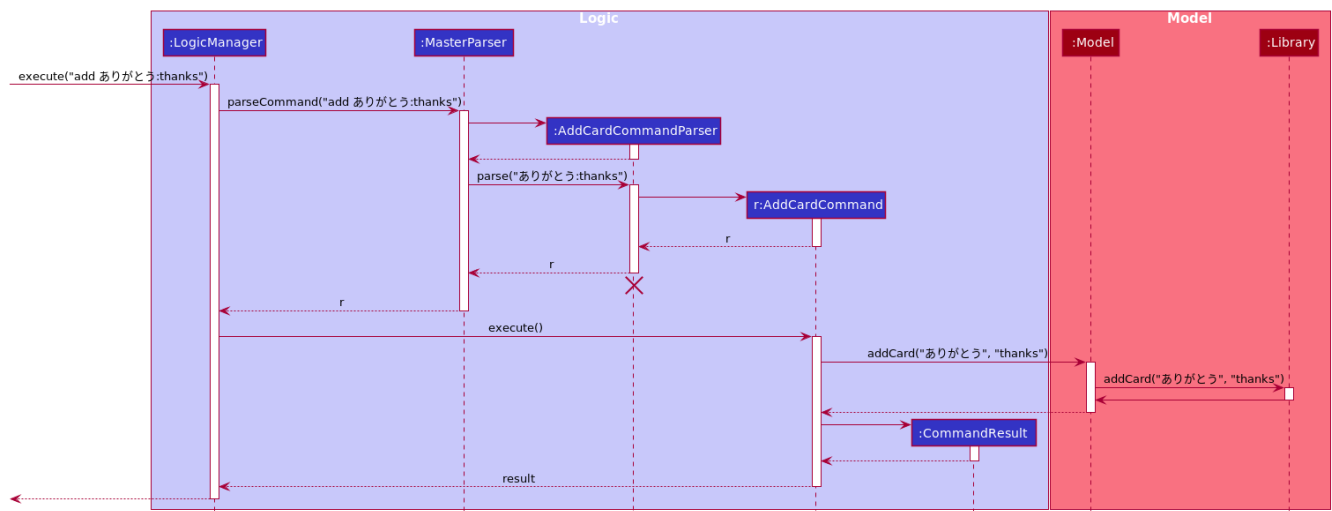 Logic
Model
:LogicManager
:MasterParser
:Model
:Library
execute("add ありがとう:thanks")
parseCommand("add ありがとう:thanks")
:AddCardCommandParser
parse("ありがとう:thanks")
r:AddCardCommand
r
r
r
execute()
addCard("ありがとう", "thanks")
addCard("ありがとう", "thanks")
:CommandResult
result